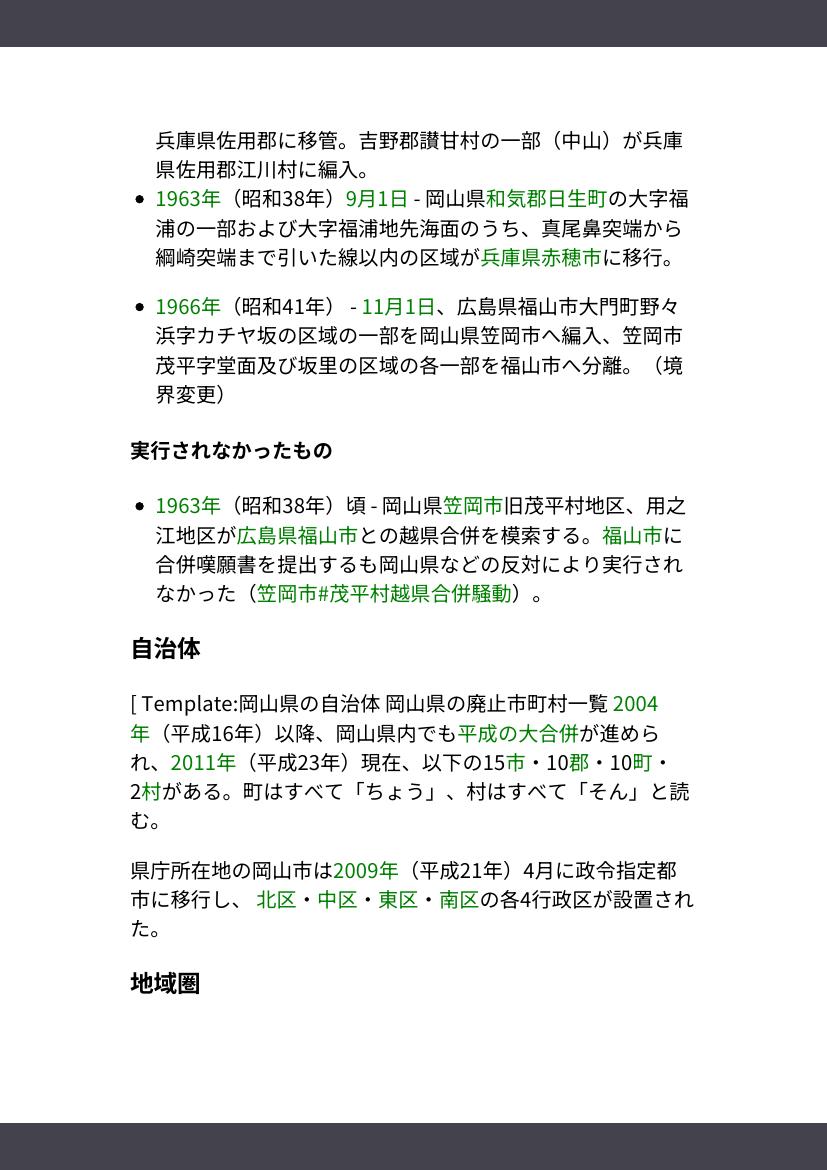 兵庫県佐用郡に移管。吉野郡讃甘村の一部（中山）が兵庫
県佐用郡江川村に編入。
● 1963年（昭和38年）9月1日 - 岡山県和気郡日生町の大字福
浦の一部および大字福浦地先海面のうち、真尾鼻突端から
綱崎突端まで引いた線以内の区域が兵庫県赤穂市に移行。
● 1966年（昭和41年） - 11月1日、広島県福山市大門町野々
浜字カチヤ坂の区域の一部を岡山県笠岡市へ編入、笠岡市
茂平字堂面及び坂里の区域の各一部を福山市へ分離。（境
界変更）
実行されなかったもの
● 1963年（昭和38年）頃 - 岡山県笠岡市旧茂平村地区、用之
江地区が広島県福山市との越県合併を模索する。福山市に
合併嘆願書を提出するも岡山県などの反対により実行され
なかった（笠岡市#茂平村越県合併騒動）。
自治体
[ Template:岡山県の自治体 岡山県の廃止市町村一覧 2004
年（平成16年）以降、岡山県内でも平成の大合併が進めら
れ、2011年（平成23年）現在、以下の15市・10郡・10町・
2村がある。町はすべて「ちょう」、村はすべて「そん」と読
む。
県庁所在地の岡山市は2009年（平成21年）4月に政令指定都
市に移行し、 北区・中区・東区・南区の各4行政区が設置され
た。
地域圏